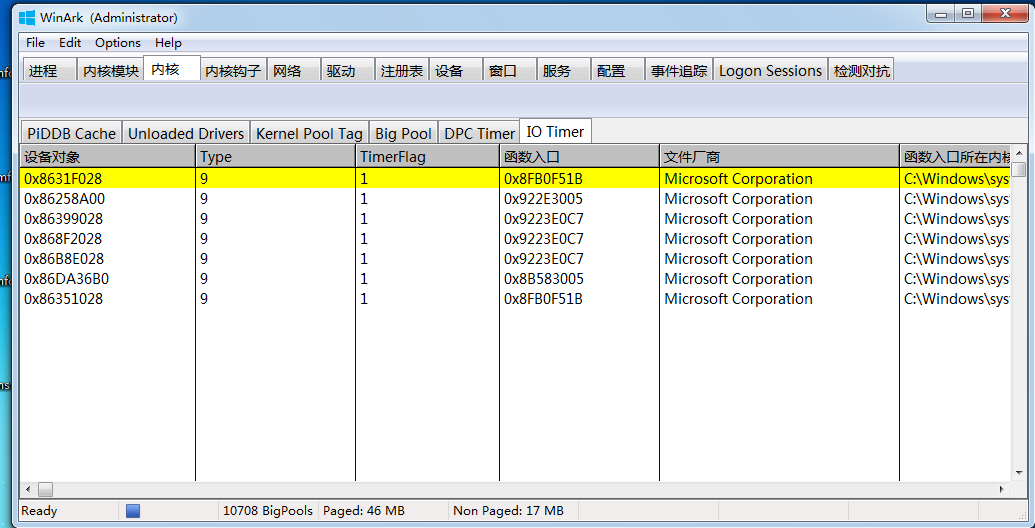 WinArk (Administrator)
File Edit Options Help
进程 内核模块 内核 内核钩子 网络 驱动 注册表 设备 窗口 服务 配置 事件追踪 Logon Sessions 检测对抗
PiDDB Cache Unloaded Drivers Kernel Pool Tag Big Pool DPC Timer IO Timer
设备对象 Type TimerFlag 函数入口 文件厂商 函数入口所在内核
0x8631F028 9 1 0x8FB0F51B Microsoft Corporation C:\Windows\sys
0x86258A00 9 1 0x922E3005 Microsoft Corporation C:\Windows\sys
0x86399028 9 1 0x9223E0C7 Microsoft Corporation C:\Windows\sys
0x868F2028 9 1 0x9223E0C7 Microsoft Corporation C:\Windows\sys
0x86B8E028 9 1 0x9223E0C7 Microsoft Corporation C:\Windows\sys
0x86DA36B0 9 1 0x8B583005 Microsoft Corporation C:\Windows\sys
0x86351028 9 1 0x8FB0F51B Microsoft Corporation C:\Windows\sys
Ready 10708 BigPools Paged: 46 MB Non Paged: 17 MB